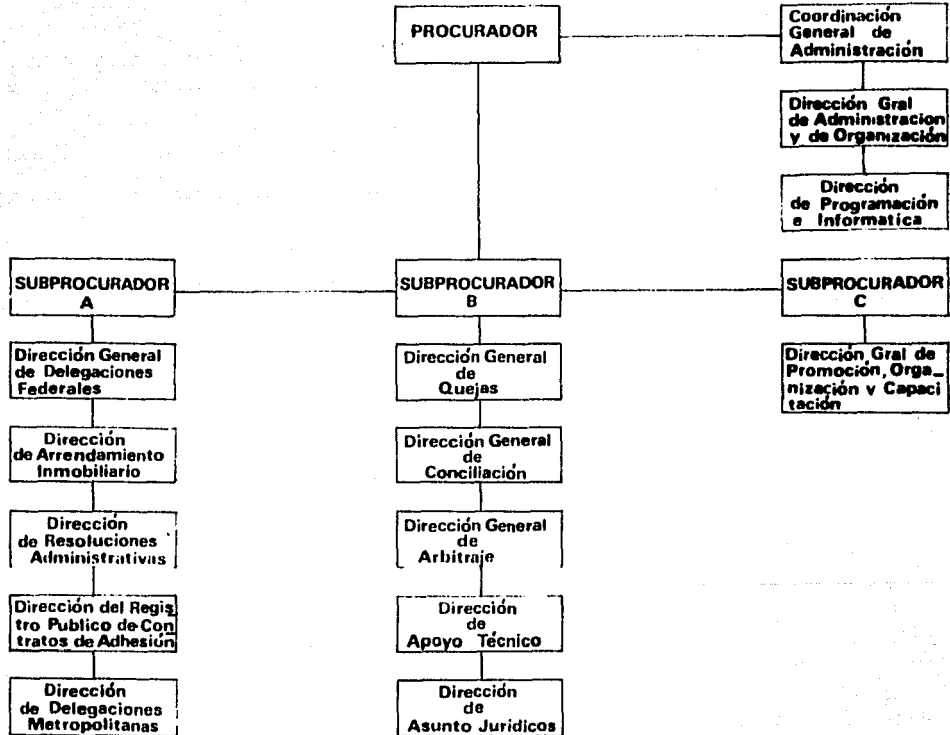 PROCURADOR
Coordinación
General de
Administración
Dirección Gral
de Administracion
y de Organización
Dirección
de Programación
e Informatica
SUBPROCURADOR
A
Dirección General
de Delegaciones
Federales
Dirección
de Arrendamiento
Inmobiliario
Dirección
de Resoluciones
Administrativas
Dirección del Regis
tro Publico de Con
tratos de Adhesión
Dirección
de Delegaciones
Metropolitanas
SUBPROCURADOR
B
Dirección General
de
Quejas
Dirección General
de
Conciliación
Dirección General
de
Arbitraje
Dirección
de
Apoyo Técnico
Dirección
de
Asunto Juridicos
SUBPROCURADOR
C
Dirección Gral de
Promoción, Orga_
nización y Capaci
tación